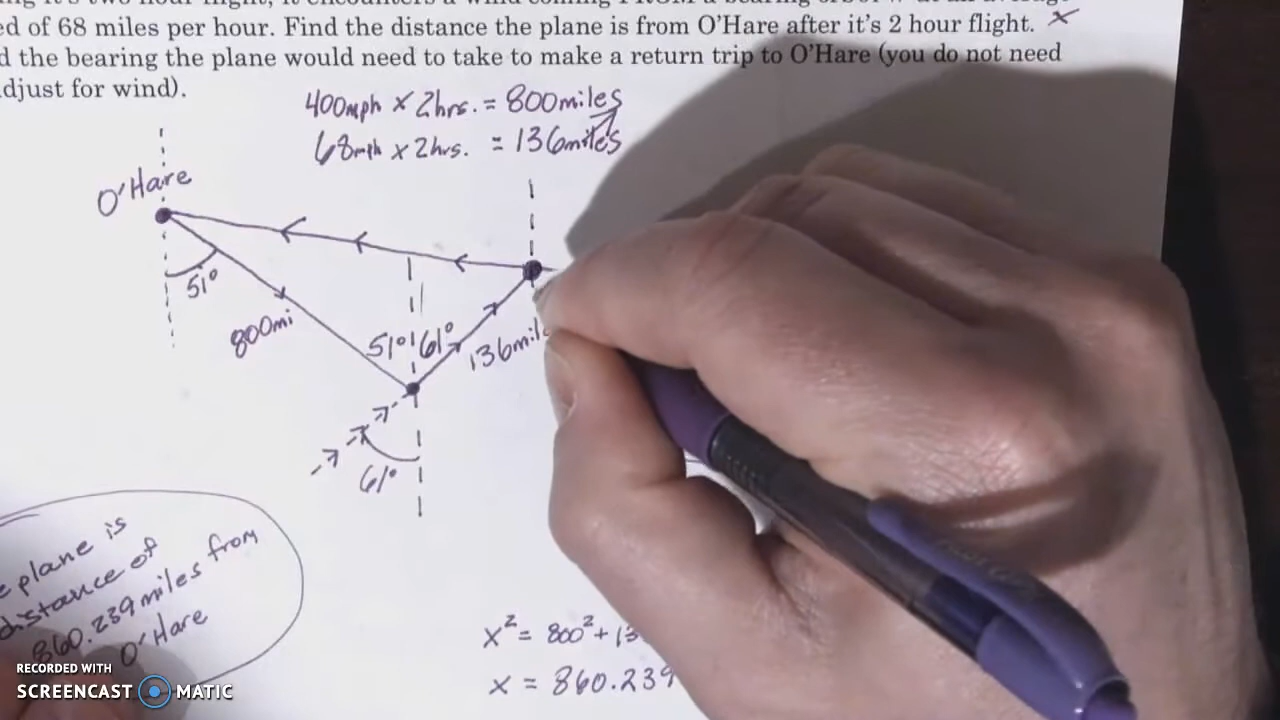 ed of 68 miles per hour. Find the distance the plane is from O'Hare after it's 2 hour flight. x
d the bearing the plane would need to take to make a return trip to O'Hare (you do not need
djust for wind).
400mph x 2hrs. = 800miles
68mph x 2hrs. = 136miles
O'Hare
51°
800mi
51° 61°
136mile
61°
e plane is
distance of
860.239 miles from
O'Hare
x² = 800² + 13
x = 860.239
RECORDED WITH
SCREENCAST MATIC